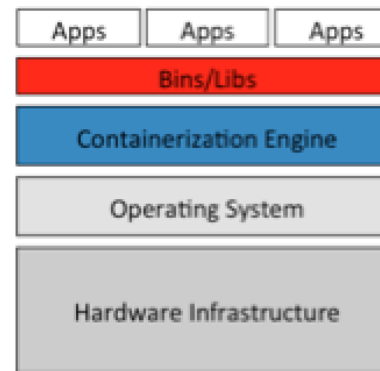 Apps Apps Apps
Bins/Libs
Containerization Engine
Operating System
Hardware Infrastructure